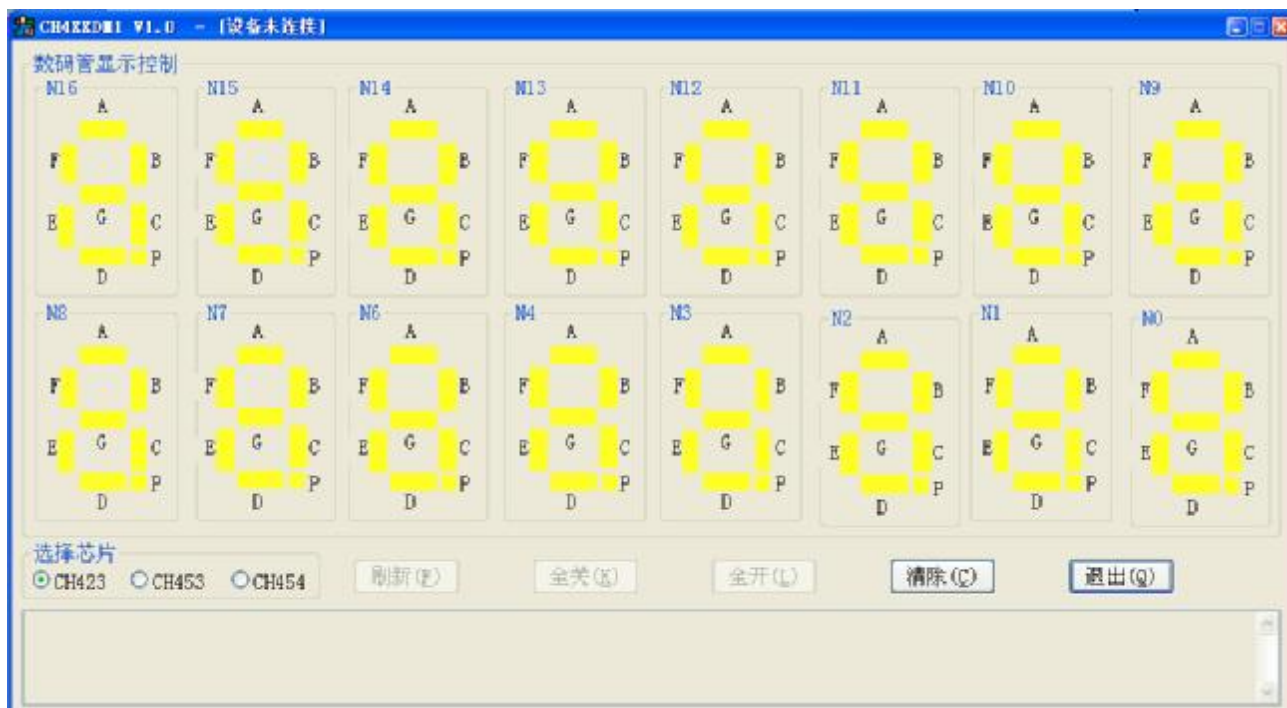 CH4XXDM1 V1.0 - [设备未连接]
数码管显示控制
N16 N15 N14 N13 N12 N11 N10 N9
A A A A A A A A
F B F B F B F B F B F B F B F B
E G C E G C E G C E G C E G C E G C E G C E G C
P P P P P P P P
D D D D D D D D
N8 N7 N6 N4 N3 N2 N1 N0
A A A A A A A A
F B F B F B F B F B F B F B F B
E G C E G C E G C E G C E G C E G C E G C E G C
P P P P P P P P
D D D D D D D D
选择芯片
CH423 CH453 CH454 刷新(F) 全关(K) 全开(L) 清除(C) 退出(Q)